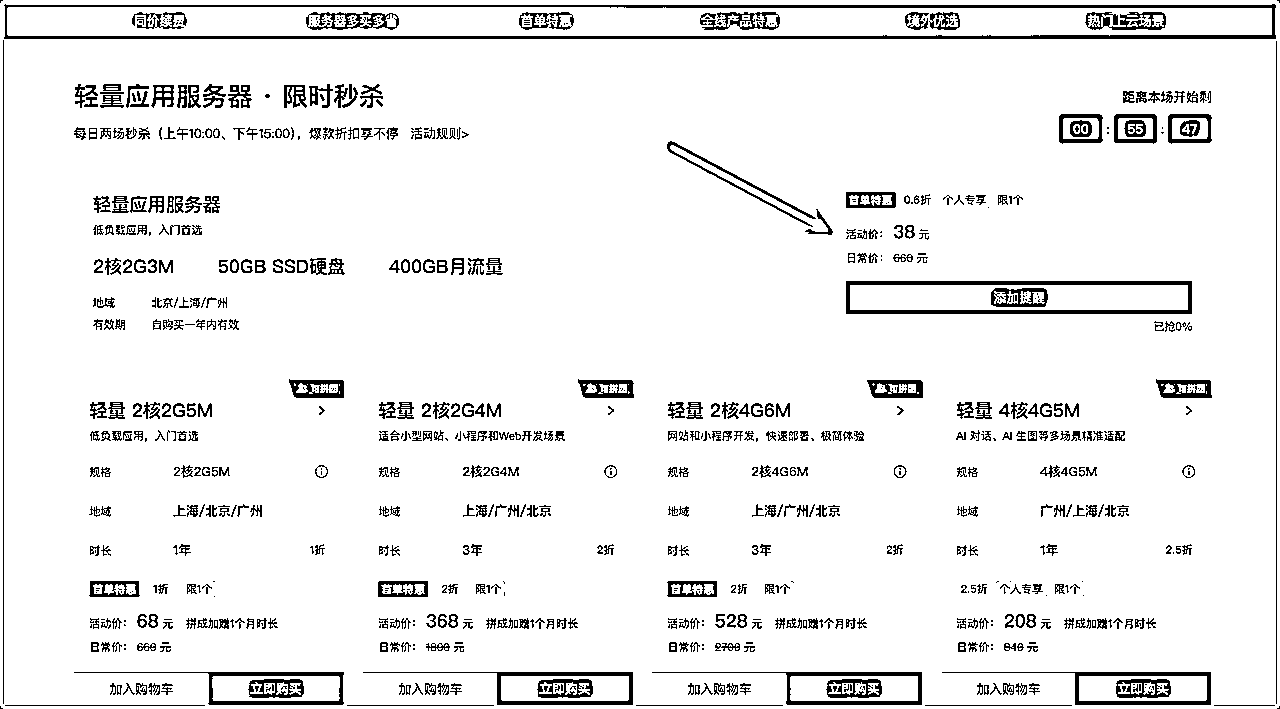 同价续费 服务器多买多省 首单特惠 全线产品特惠 境外优选 热门上云场景
轻量应用服务器 · 限时秒杀
每日两场秒杀（上午10:00、下午15:00），爆款折扣享不停 活动规则>
距离本场开始剩
00 : 55 : 47
轻量应用服务器
低负载应用，入门首选
2核2G3M 50GB SSD硬盘 400GB月流量
地域 北京/上海/广州
有效期 自购买一年内有效
首单特惠 0.6折 个人专享 限1个
活动价： 38 元
日常价： 660 元
添加提醒
已抢0%
可拼团
轻量 2核2G5M >
低负载应用，入门首选
规格 2核2G5M
地域 上海/北京/广州
时长 1年 1折
首单特惠 1折 限1个
活动价： 68 元 拼成加赠1个月时长
日常价： 660 元
加入购物车 立即购买
可拼团
轻量 2核2G4M >
适合小型网站、小程序和Web开发场景
规格 2核2G4M
地域 上海/广州/北京
时长 3年 2折
首单特惠 2折 限1个
活动价： 368 元 拼成加赠1个月时长
日常价： 1800 元
加入购物车 立即购买
可拼团
轻量 2核4G6M >
网站和小程序开发，快速部署、极简体验
规格 2核4G6M
地域 上海/广州/北京
时长 3年 2折
首单特惠 2折 限1个
活动价： 528 元 拼成加赠1个月时长
日常价： 2700 元
加入购物车 立即购买
可拼团
轻量 4核4G5M >
AI 对话、AI 生图等多场景精准适配
规格 4核4G5M
地域 广州/上海/北京
时长 1年 2.5折
2.5折 个人专享 限1个
活动价： 208 元 拼成加赠1个月时长
日常价： 840 元
加入购物车 立即购买